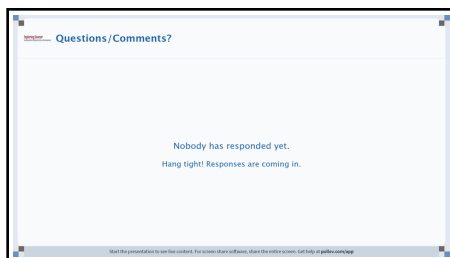 Questions/Comments?
Nobody has responded yet.
Hang tight! Responses are coming in.
Start the presentation to see live content. For screen share software, share the entire screen. Get help at pollev.com/app